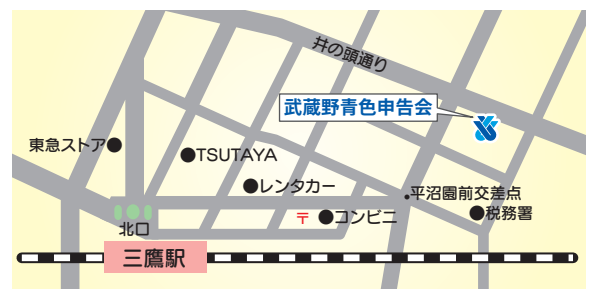 井の頭通り
武蔵野青色申告会
東急ストア●
●TSUTAYA
●レンタカー
平沼園前交差点
〒 ●コンビニ
●税務署
北口
三鷹駅